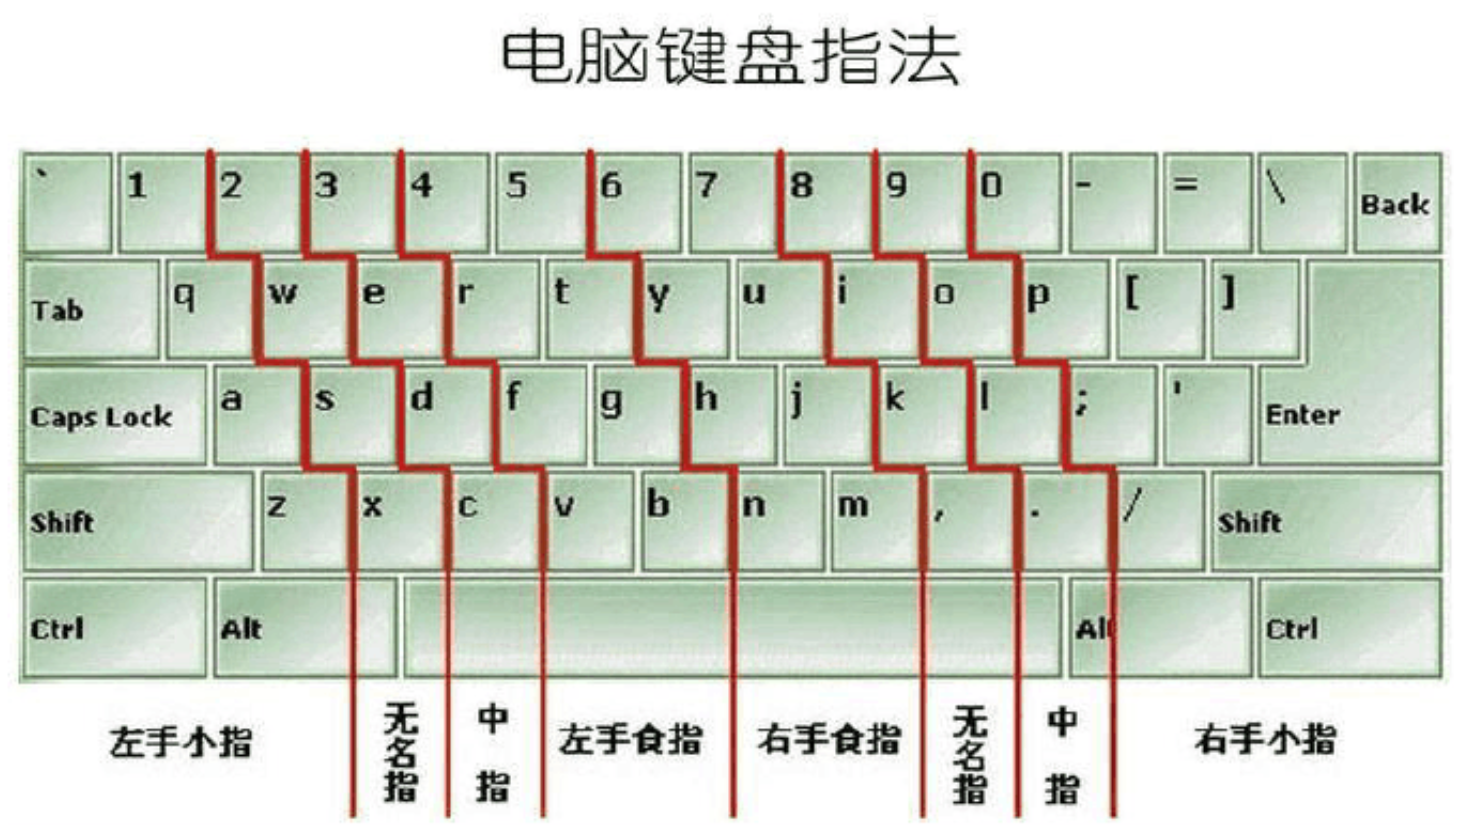 电脑键盘指法
` 1 2 3 4 5 6 7 8 9 0 - = \ Back
Tab q w e r t y u i o p [ ]
Caps Lock a s d f g h j k l ; ' Enter
Shift z x c v b n m , . / Shift
Ctrl Alt Alt Ctrl
左手小指 无名指 中指 左手食指 右手食指 无名指 中指 右手小指